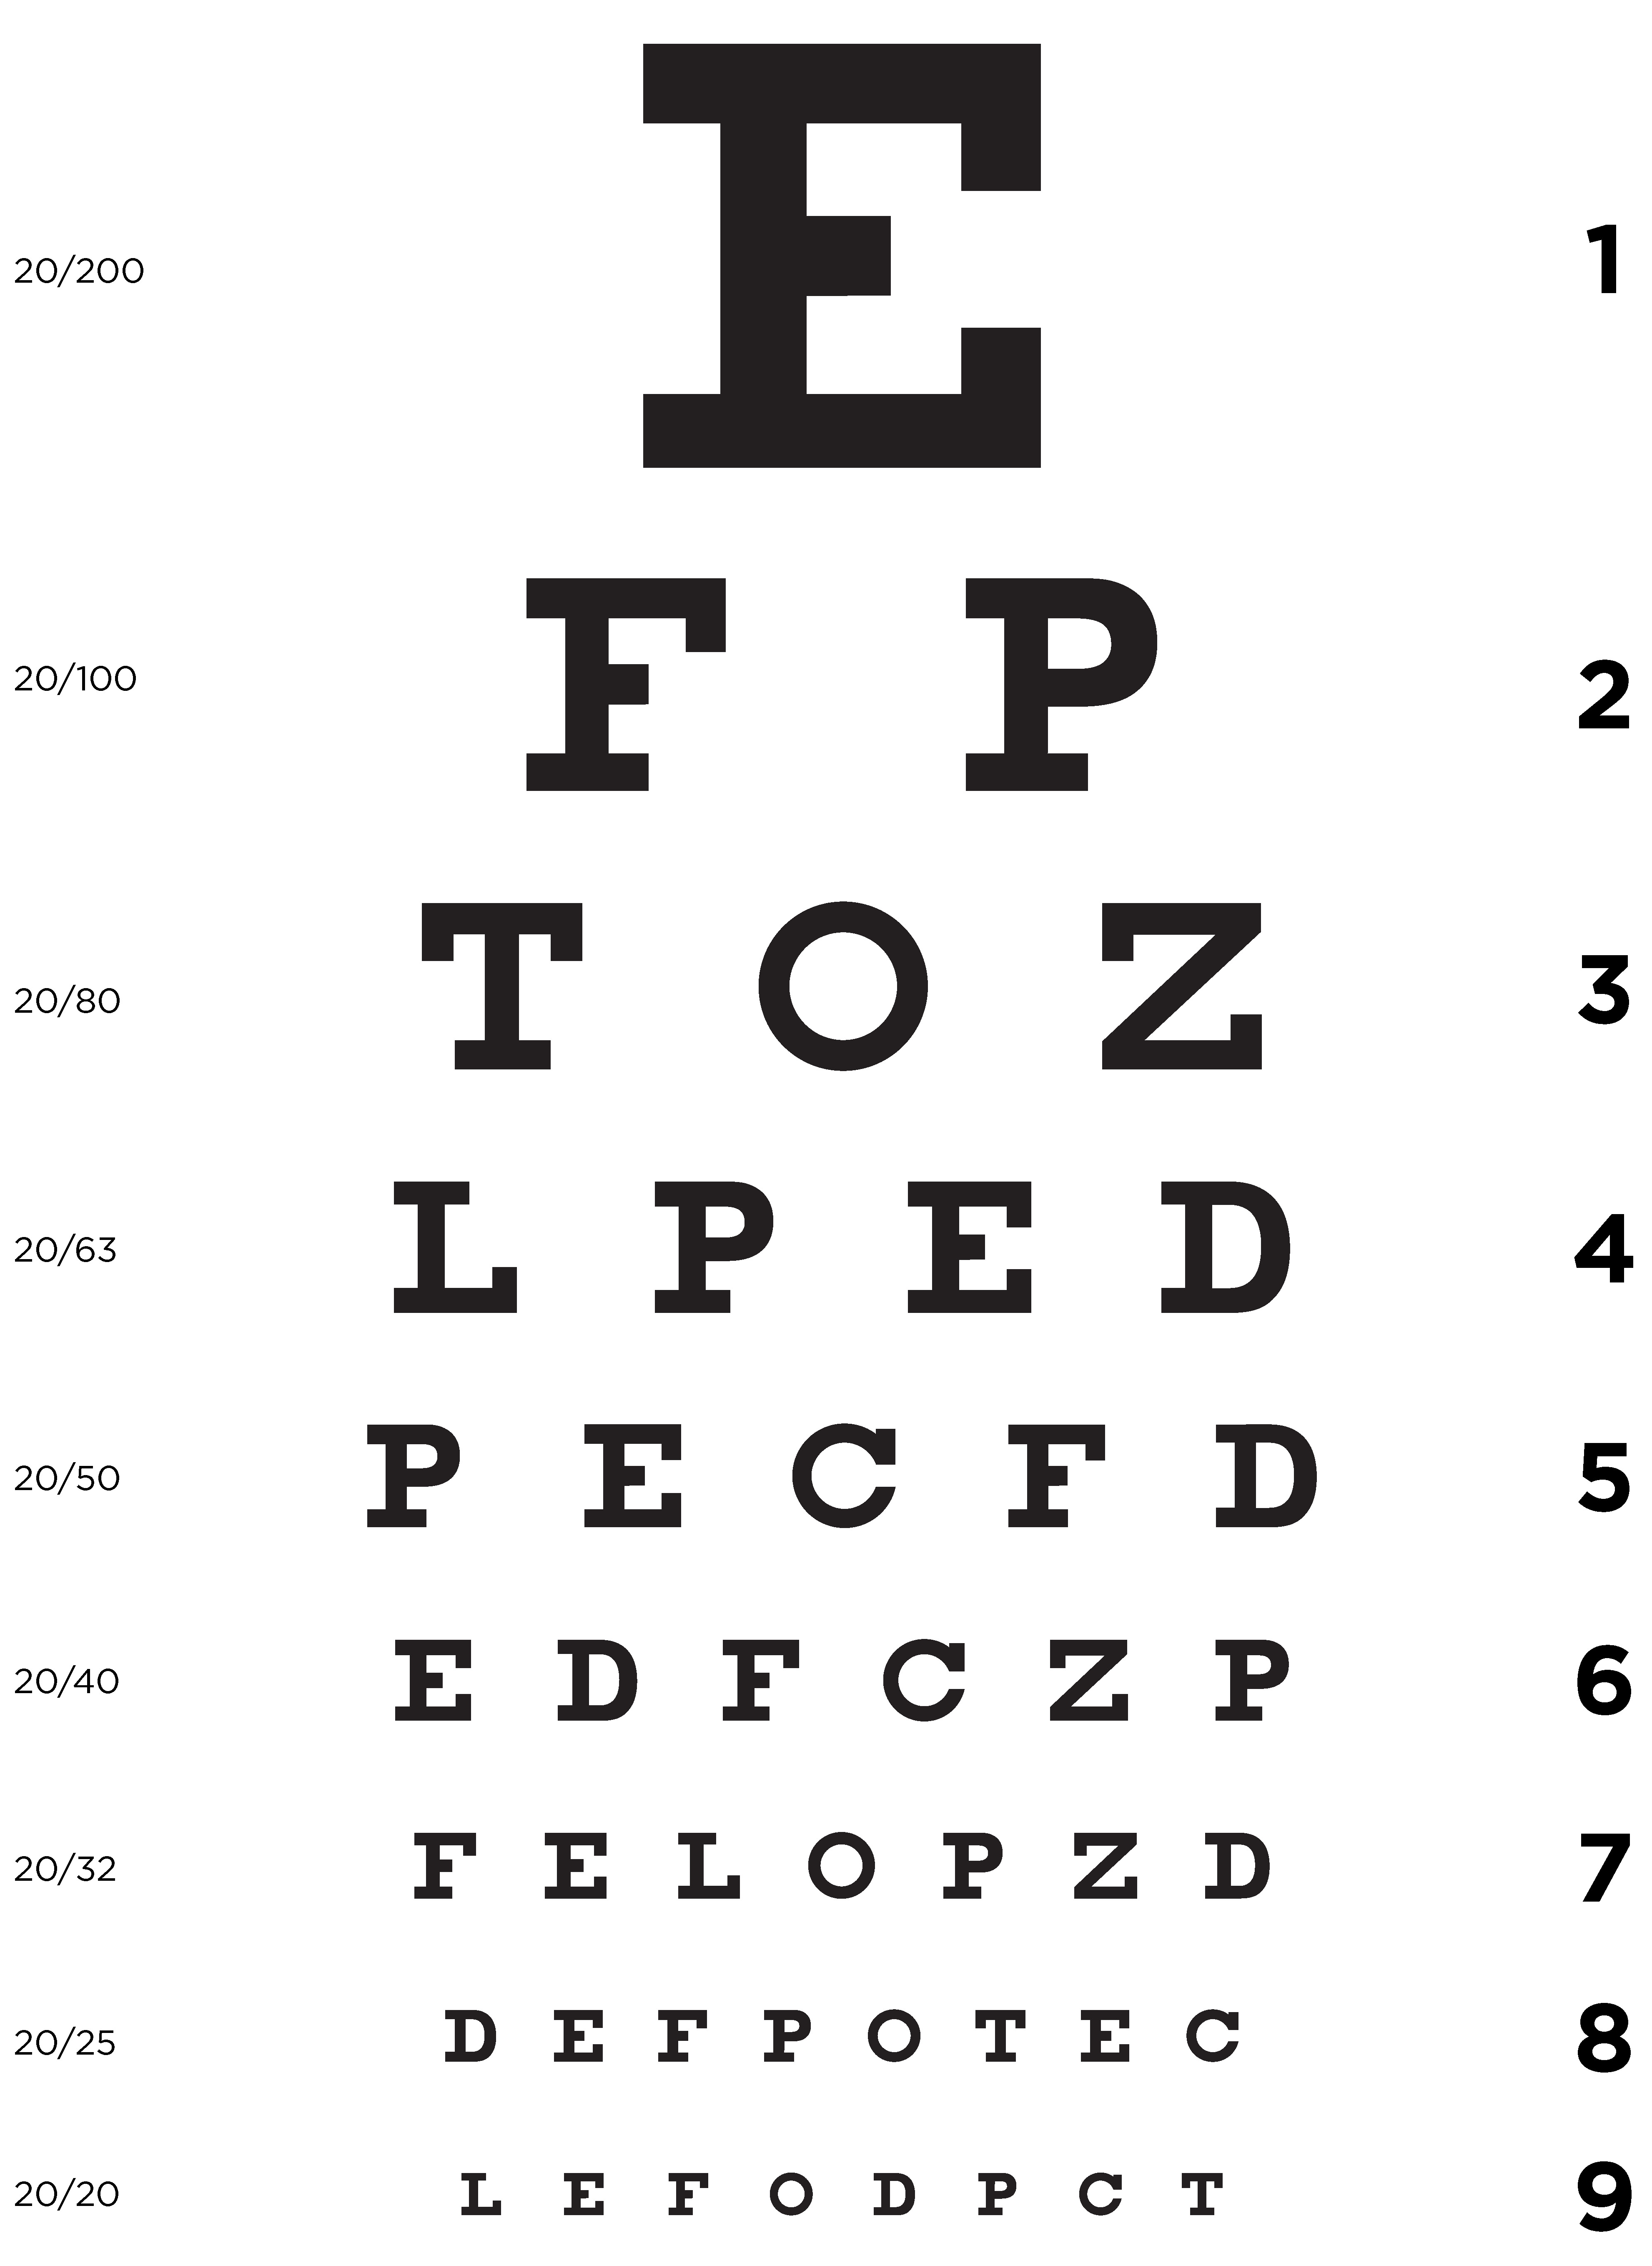 20/200 E 1
20/100 F P 2
20/80 T O Z 3
20/63 L P E D 4
20/50 P E C F D 5
20/40 E D F C Z P 6
20/32 F E L O P Z D 7
20/25 D E F P O T E C 8
20/20 L E F O D P C T 9